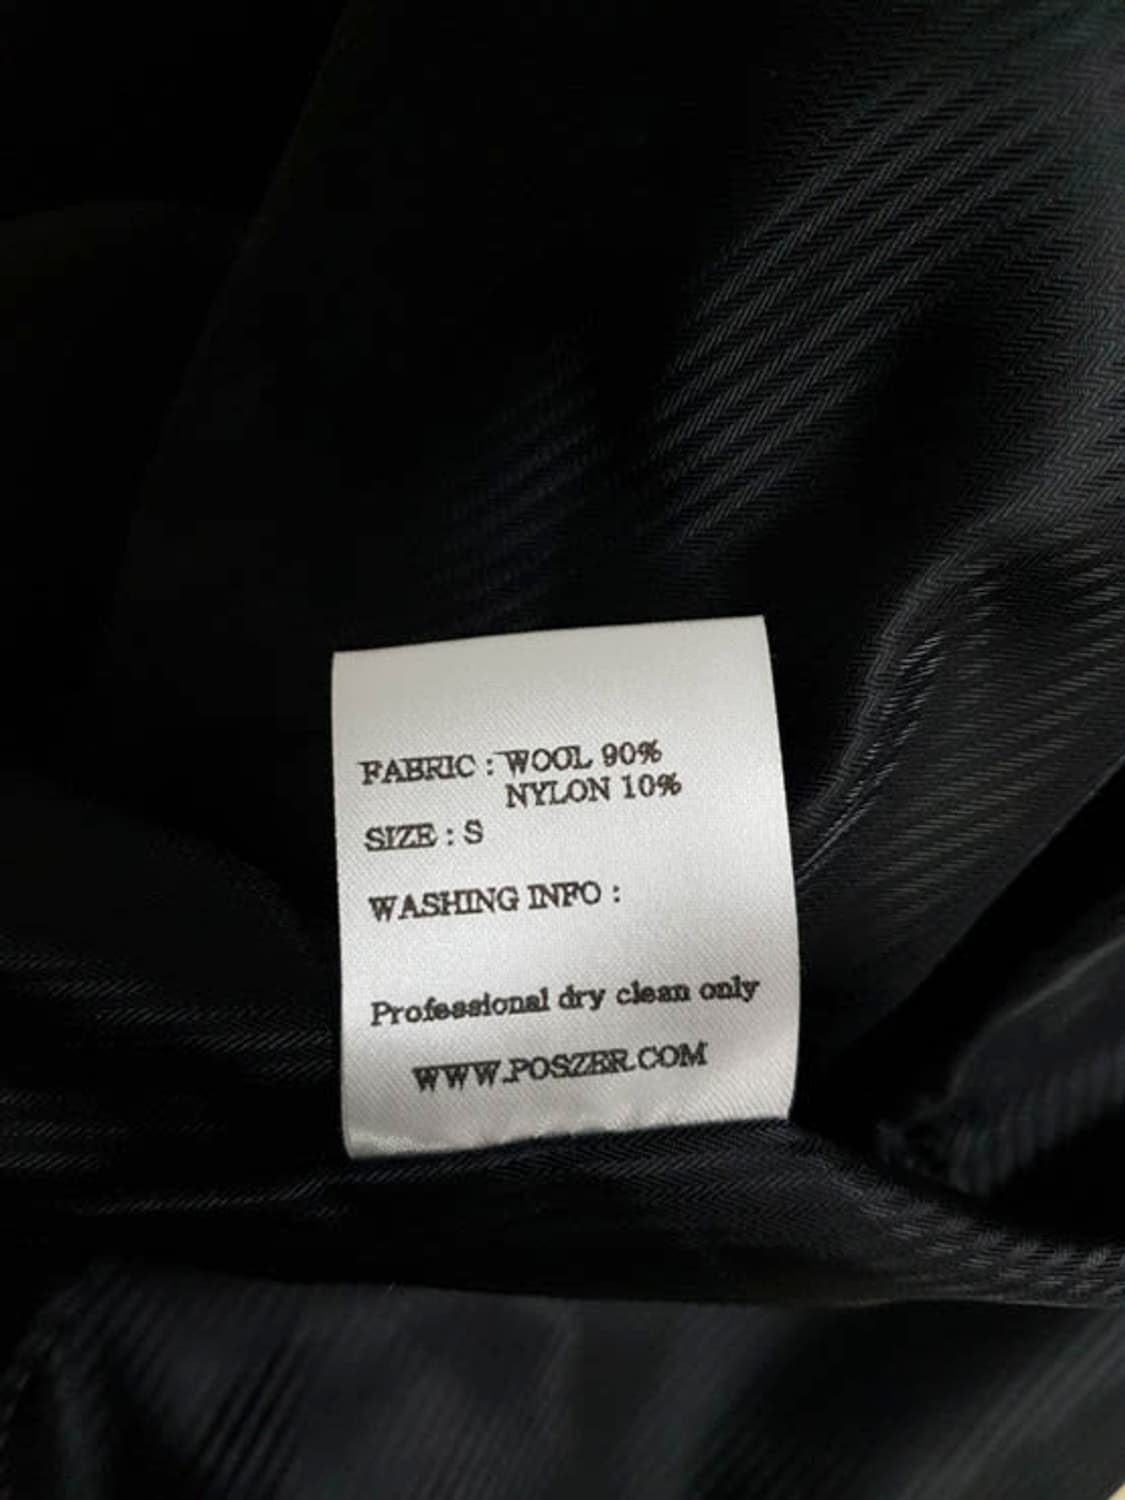 FABRIC : WOOL 90%
NYLON 10%
SIZE : S
WASHING INFO :
Professional dry clean only
WWW.POSZER.COM